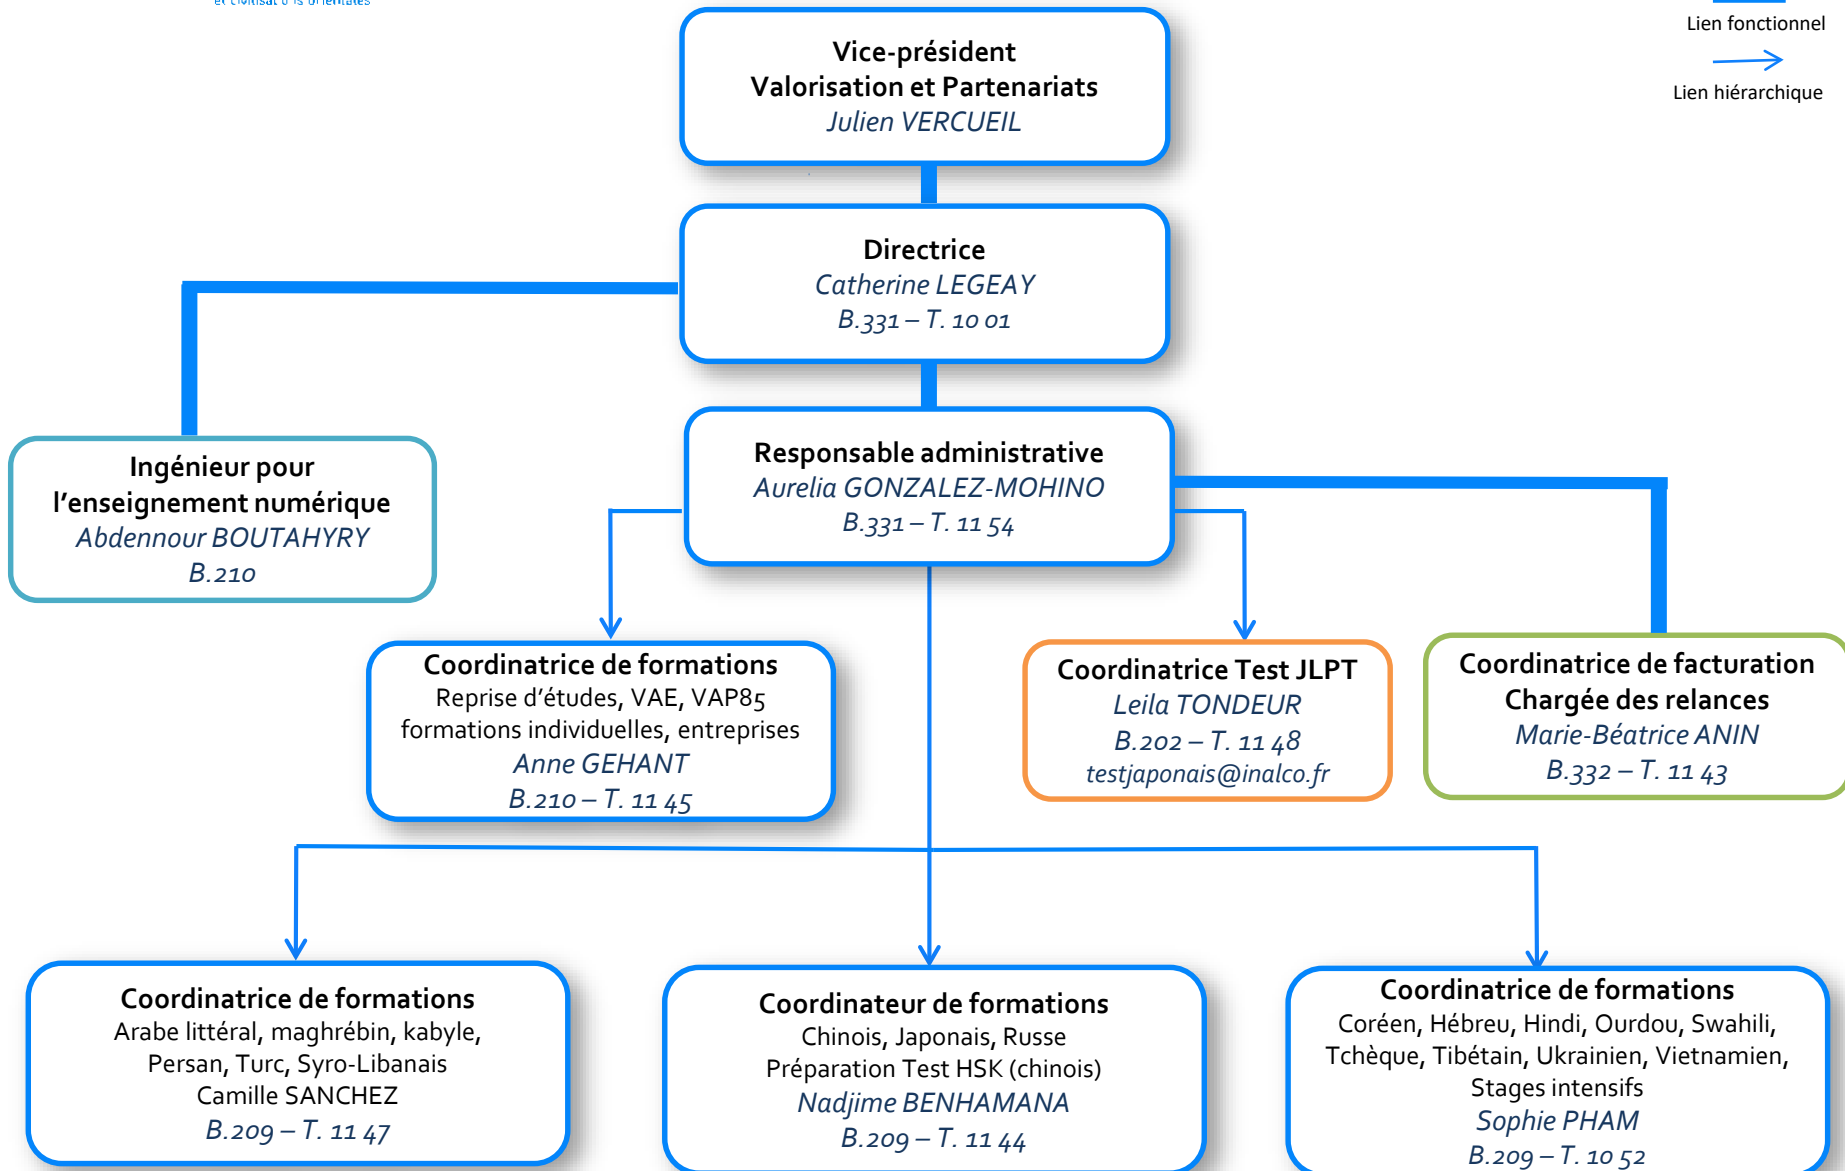 Lien fonctionnel
Lien hiérarchique
Vice-président
Valorisation et Partenariats
Julien VERCUEIL
Directrice
Catherine LEGEAY
B.331 – T. 10 01
Responsable administrative
Aurelia GONZALEZ-MOHINO
B.331 – T. 11 54
Ingénieur pour
l'enseignement numérique
Abdennour BOUTAHYRY
B.210
Coordinatrice de formations
Reprise d'études, VAE, VAP85
formations individuelles, entreprises
Anne GEHANT
B.210 – T. 11 45
Coordinatrice Test JLPT
Leila TONDEUR
B.202 – T. 11 48
testjaponais@inalco.fr
Coordinatrice de facturation
Chargée des relances
Marie-Béatrice ANIN
B.332 – T. 11 43
Coordinatrice de formations
Arabe littéral, maghrébin, kabyle,
Persan, Turc, Syro-Libanais
Camille SANCHEZ
B.209 – T. 11 47
Coordinateur de formations
Chinois, Japonais, Russe
Préparation Test HSK (chinois)
Nadjime BENHAMANA
B.209 – T. 11 44
Coordinatrice de formations
Coréen, Hébreu, Hindi, Ourdou, Swahili,
Tchèque, Tibétain, Ukrainien, Vietnamien,
Stages intensifs
Sophie PHAM
B.209 – T. 10 52